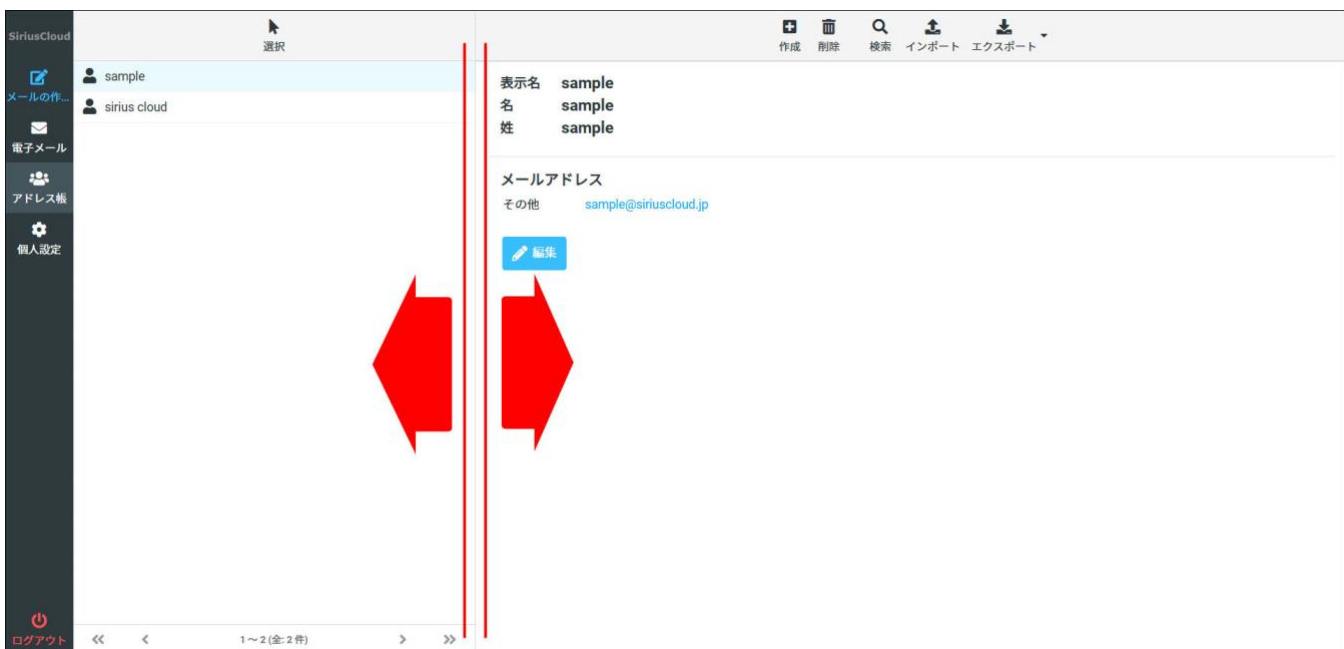 SiriusCloud
メールの作...
電子メール
アドレス帳
個人設定
ログアウト
選択
sample
sirius cloud
1～2 (全: 2 件)
作成 削除 検索 インポート エクスポート
表示名 sample
名 sample
姓 sample
メールアドレス
その他 sample@siriuscloud.jp
編集